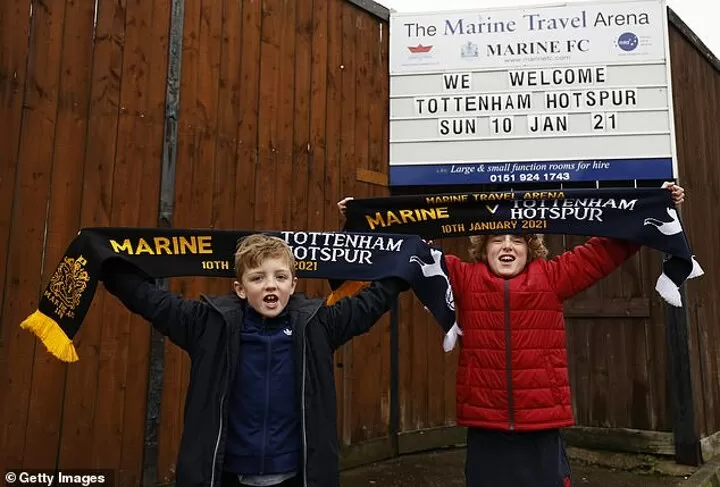 The Marine Travel Arena
MARINE FC
WE WELCOME
TOTTENHAM HOTSPUR
SUN 10 JAN 21
Large & small function rooms for hire
0151 924 1743
MARINE TRAVEL ARENA
MARINE V TOTTENHAM HOTSPUR
10TH JANUARY 2021
MARINE TOTTENHAM HOTSPUR
10TH 2021
© Getty Images